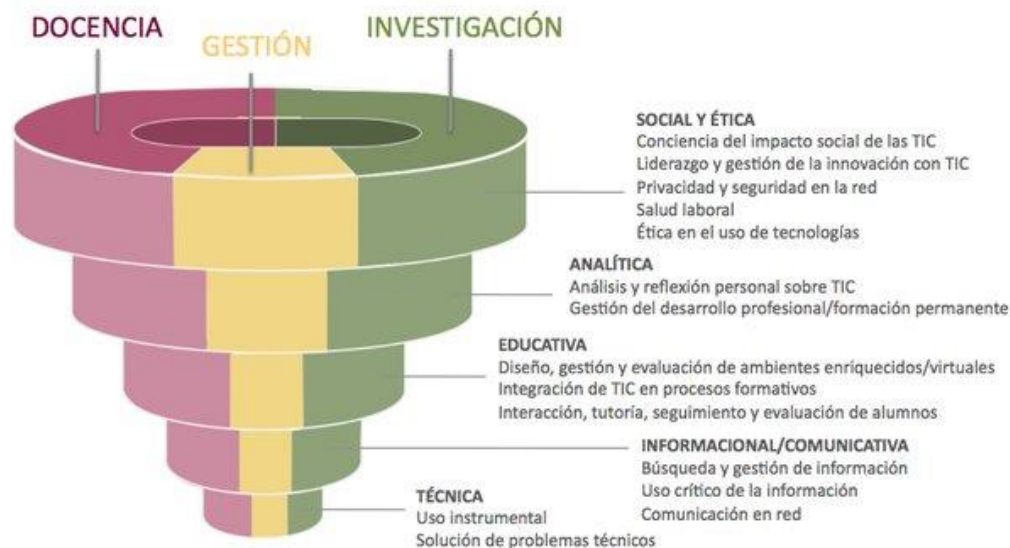 DOCENCIA
GESTIÓN
INVESTIGACIÓN
SOCIAL Y ÉTICA
Conciencia del impacto social de las TIC
Liderazgo y gestión de la innovación con TIC
Privacidad y seguridad en la red
Salud laboral
Ética en el uso de tecnologías
ANALÍTICA
Análisis y reflexión personal sobre TIC
Gestión del desarrollo profesional/formación permanente
EDUCATIVA
Diseño, gestión y evaluación de ambientes enriquecidos/virtuales
Integración de TIC en procesos formativos
Interacción, tutoría, seguimiento y evaluación de alumnos
INFORMACIONAL/COMUNICATIVA
Búsqueda y gestión de información
Uso crítico de la información
Comunicación en red
TÉCNICA
Uso instrumental
Solución de problemas técnicos